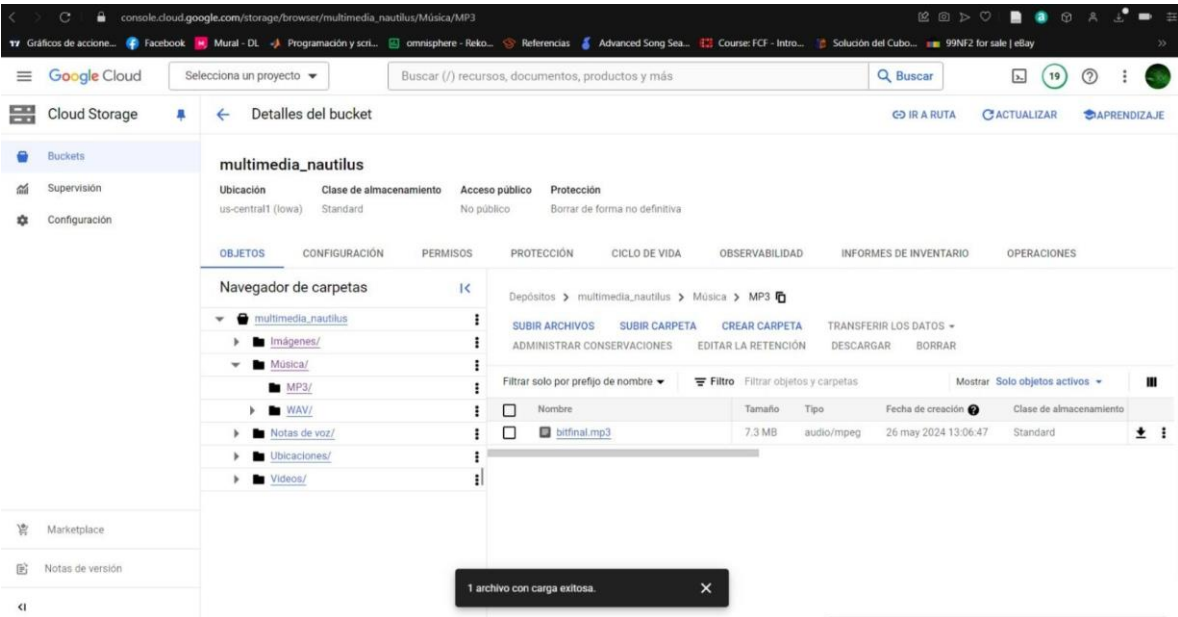 console.cloud.google.com/storage/browser/multimedia_nautilus/Música/MP3
Gráficos de accione... Facebook Mural - DL Programación y scri... omnisphere - Reko... Referencias Advanced Song Sea... Course: FCF - Intro... Solución del Cubo... 99NF2 for sale | eBay »
Google Cloud Selecciona un proyecto Buscar (/) recursos, documentos, productos y más Buscar 19
Cloud Storage Detalles del bucket IR A RUTA ACTUALIZAR APRENDIZAJE
Buckets
Supervisión
Configuración
multimedia_nautilus
Ubicación Clase de almacenamiento Acceso público Protección
us-central1 (Iowa) Standard No público Borrar de forma no definitiva
OBJETOS CONFIGURACIÓN PERMISOS PROTECCIÓN CICLO DE VIDA OBSERVABILIDAD INFORMES DE INVENTARIO OPERACIONES
Navegador de carpetas
multimedia_nautilus
Imágenes/
Música/
MP3/
WAV/
Notas de voz/
Ubicaciones/
Videos/
Depósitos > multimedia_nautilus > Música > MP3
SUBIR ARCHIVOS SUBIR CARPETA CREAR CARPETA TRANSFERIR LOS DATOS
ADMINISTRAR CONSERVACIONES EDITAR LA RETENCIÓN DESCARGAR BORRAR
Filtrar solo por prefijo de nombre Filtro Filtrar objetos y carpetas Mostrar Solo objetos activos
Nombre Tamaño Tipo Fecha de creación Clase de almacenamiento
bitfinal.mp3 7.3 MB audio/mpeg 26 may 2024 13:06:47 Standard
Marketplace
Notas de versión
1 archivo con carga exitosa.